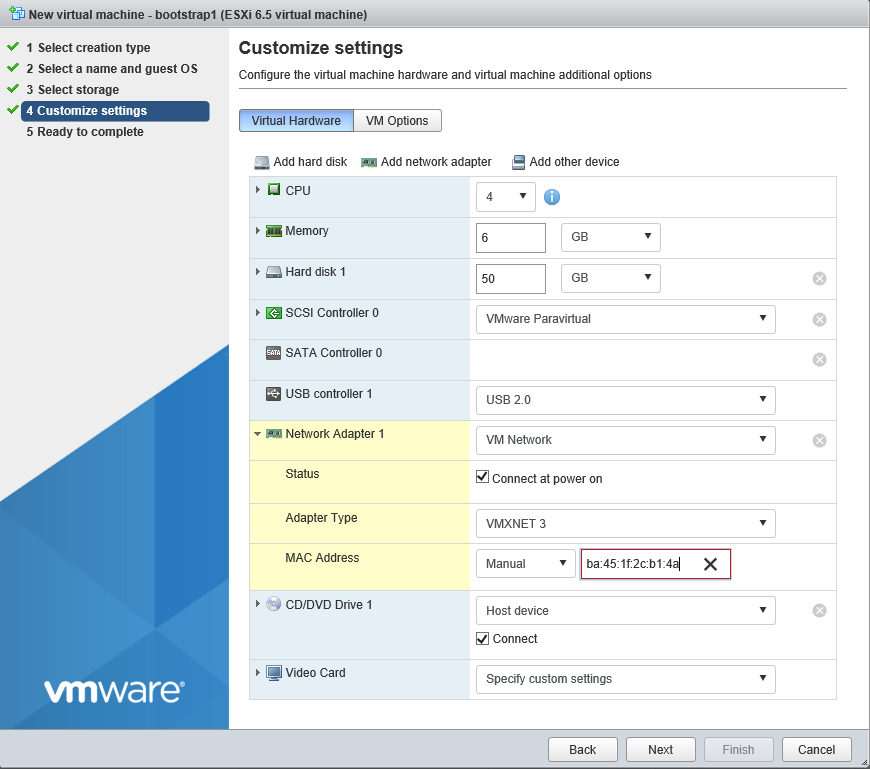 New virtual machine - bootstrap1 (ESXi 6.5 virtual machine)
1 Select creation type
2 Select a name and guest OS
3 Select storage
4 Customize settings
5 Ready to complete
Customize settings
Configure the virtual machine hardware and virtual machine additional options
Virtual Hardware VM Options
Add hard disk Add network adapter Add other device
CPU 4 i
Memory 6 GB
Hard disk 1 50 GB
SCSI Controller 0 VMware Paravirtual
SATA SATA Controller 0
USB controller 1 USB 2.0
Network Adapter 1 VM Network
Status Connect at power on
Adapter Type VMXNET 3
MAC Address Manual ba:45:1f:2c:b1:4a
CD/DVD Drive 1 Host device
Connect
Video Card Specify custom settings
vmware®
Back Next Finish Cancel